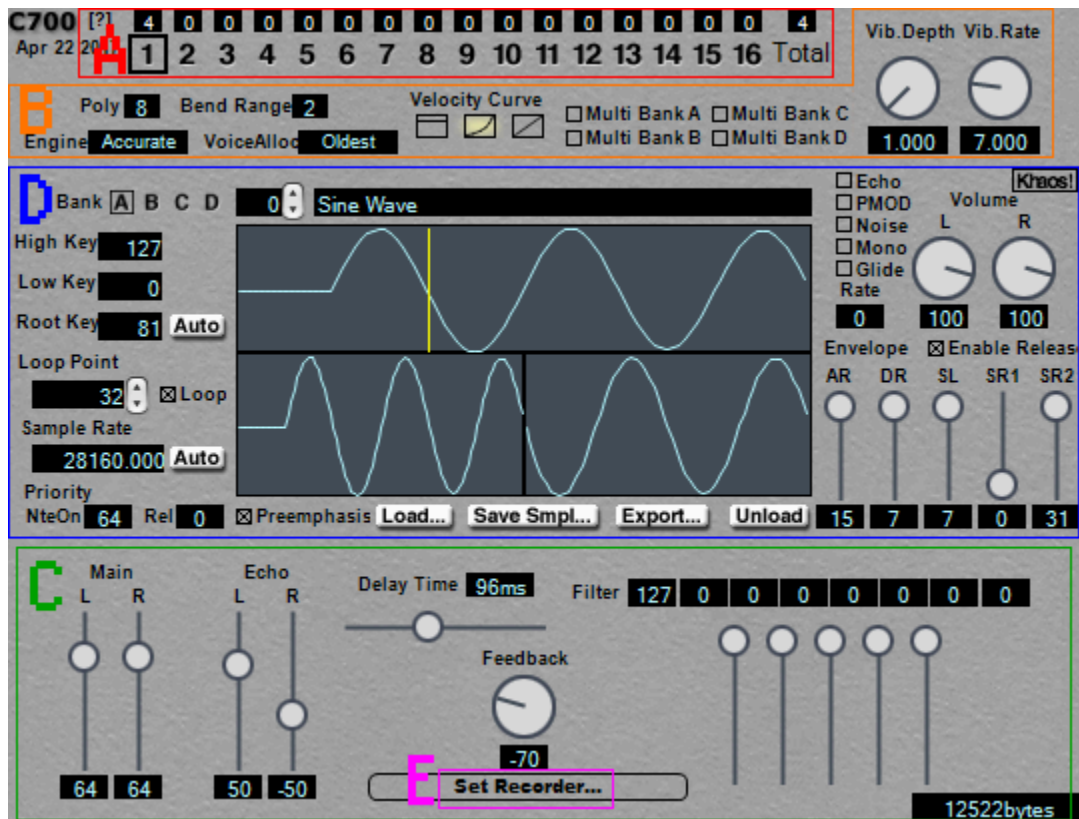 C700 [?] 4 0 0 0 0 0 0 0 0 0 0 0 0 0 0 0 4
Apr 22 A 1 2 3 4 5 6 7 8 9 10 11 12 13 14 15 16 Total
Vib.Depth Vib.Rate
1.000 7.000
B
Poly 8 Bend Range 2 Velocity Curve
Multi Bank A Multi Bank C
Engine Accurate VoiceAlloc Oldest Multi Bank B Multi Bank D
D
Bank A B C D 0 Sine Wave
High Key 127
Low Key 0
Root Key 81 Auto
Loop Point
32 Loop
Sample Rate
28160.000 Auto
Priority
NteOn 64 Rel 0 Preemphasis Load... Save Smpl... Export... Unload
Echo Khaos!
PMOD Volume
Noise L R
Mono
Glide
Rate
0 100 100
Envelope Enable Releas
AR DR SL SR1 SR2
15 7 7 0 31
C
Main Echo
L R L R
64 64 50 -50
Delay Time 96ms
Feedback
-70
Filter 127 0 0 0 0 0 0 0
E
Set Recorder...
12522bytes